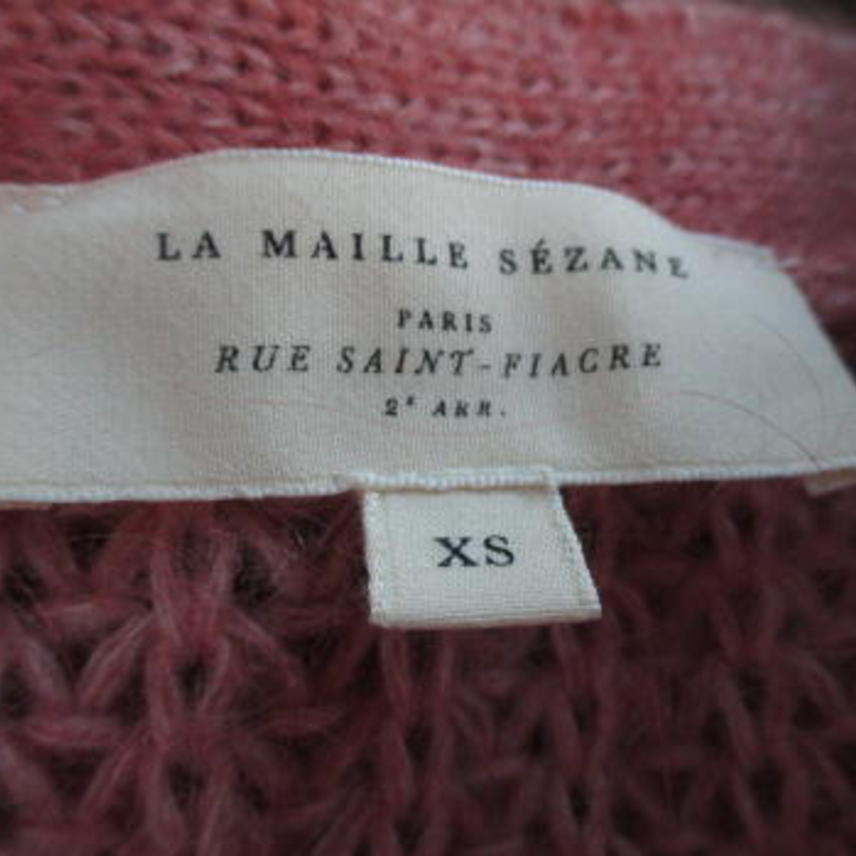 LA MAILLE SÉZANE
PARIS
RUE SAINT-FIACRE
2E ARR.
XS